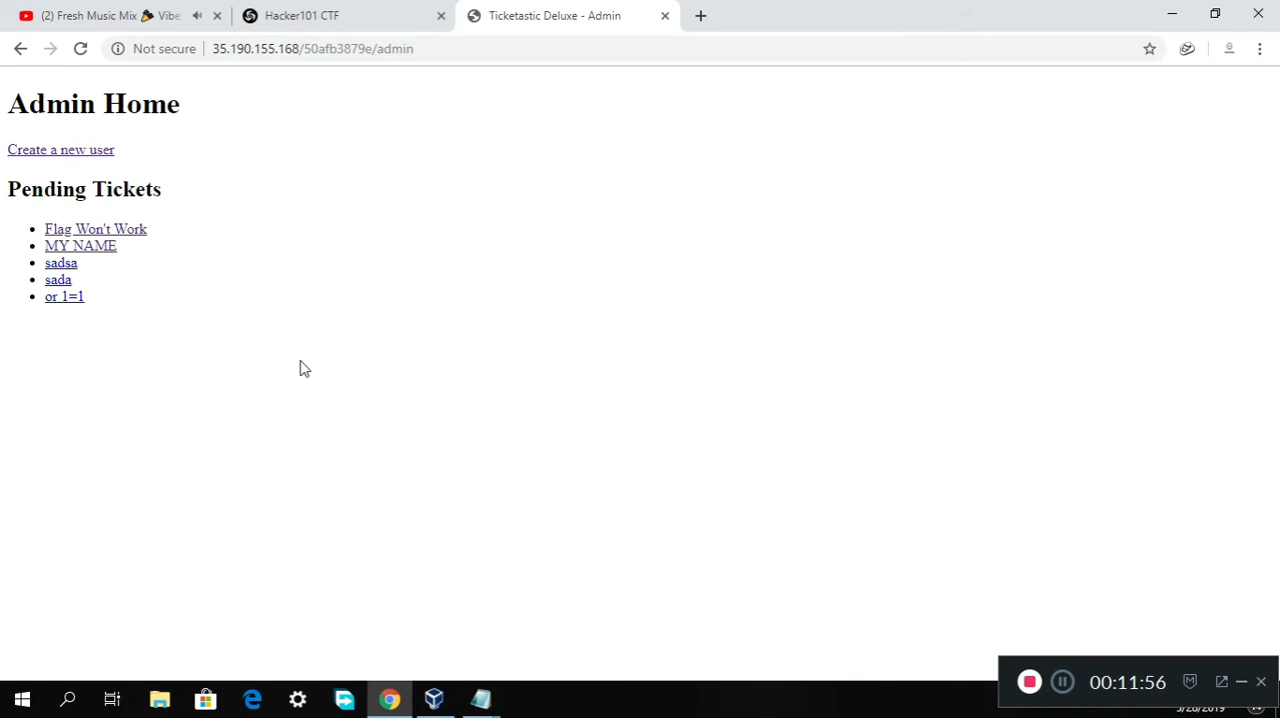 (2) Fresh Music Mix 🎉 Vibe
Hacker101 CTF
Ticketastic Deluxe - Admin
Not secure | 35.190.155.168/50afb3879e/admin
Admin Home
Create a new user
Pending Tickets
Flag Won't Work
MY NAME
sadsa
sada
or 1=1
00:11:56